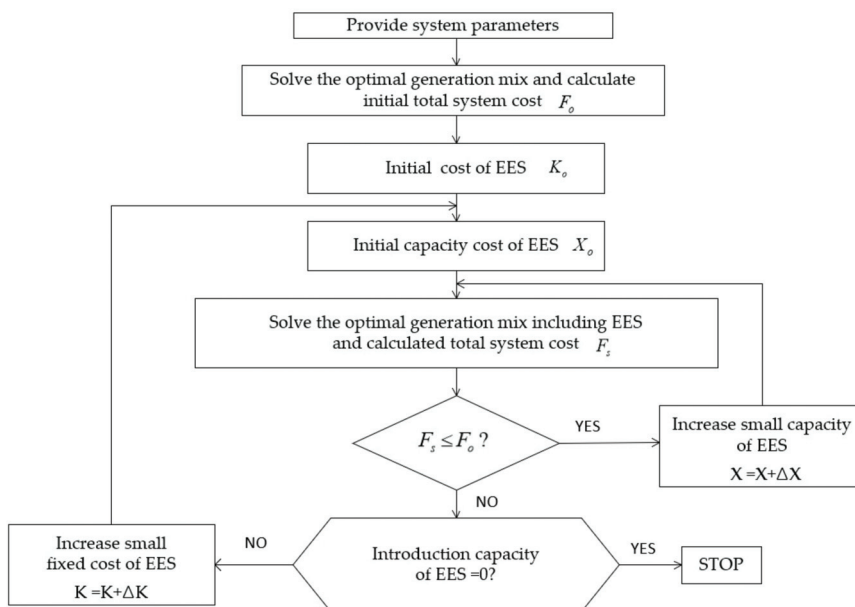 Provide system parameters
Solve the optimal generation mix and calculate
initial total system cost F_o
Initial cost of EES K_o
Initial capacity cost of EES X_o
Solve the optimal generation mix including EES
and calculated total system cost F_s
F_s ≤ F_o ?
YES
Increase small capacity
of EES
X =X+ΔX
NO
Introduction capacity
of EES =0?
NO
Increase small
fixed cost of EES
K =K+ΔK
YES
STOP